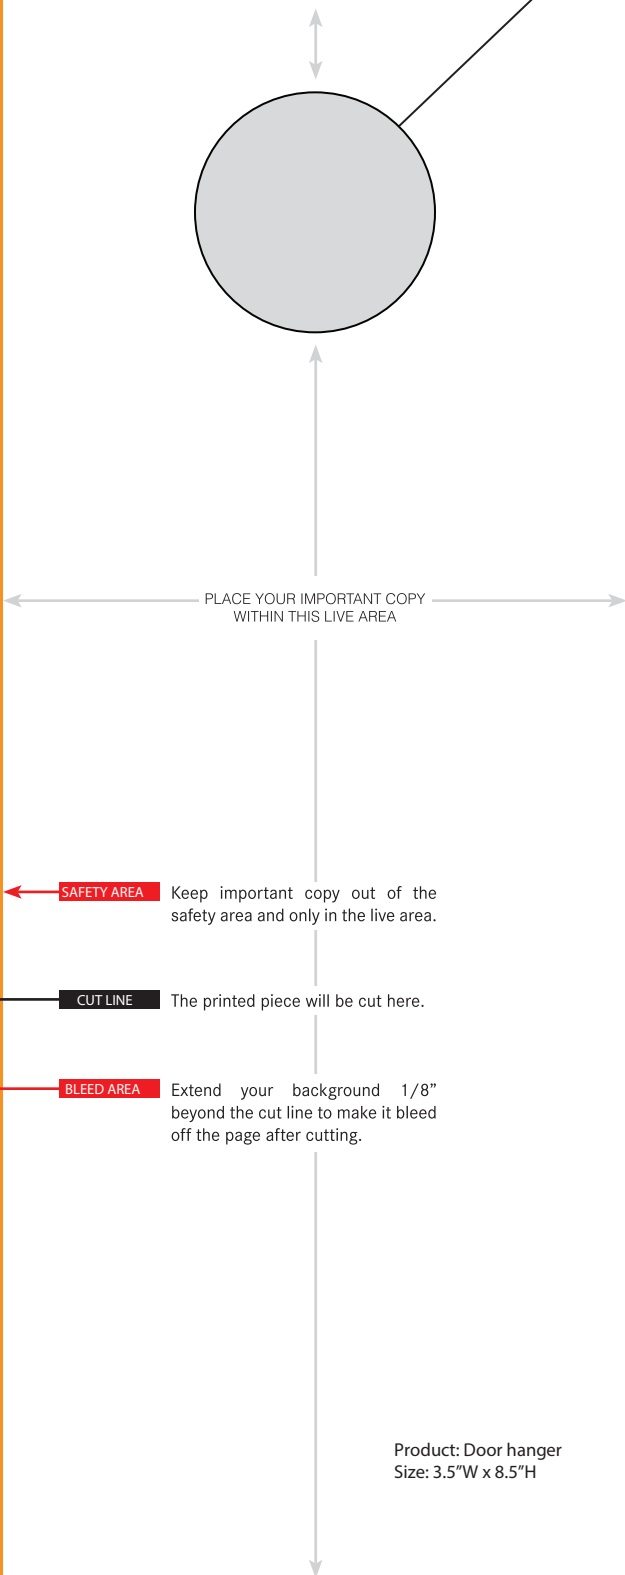 PLACE YOUR IMPORTANT COPY
WITHIN THIS LIVE AREA
SAFETY AREA
Keep important copy out of the
safety area and only in the live area.
CUT LINE
The printed piece will be cut here.
BLEED AREA
Extend your background 1/8”
beyond the cut line to make it bleed
off the page after cutting.
Product: Door hanger
Size: 3.5”W x 8.5”H